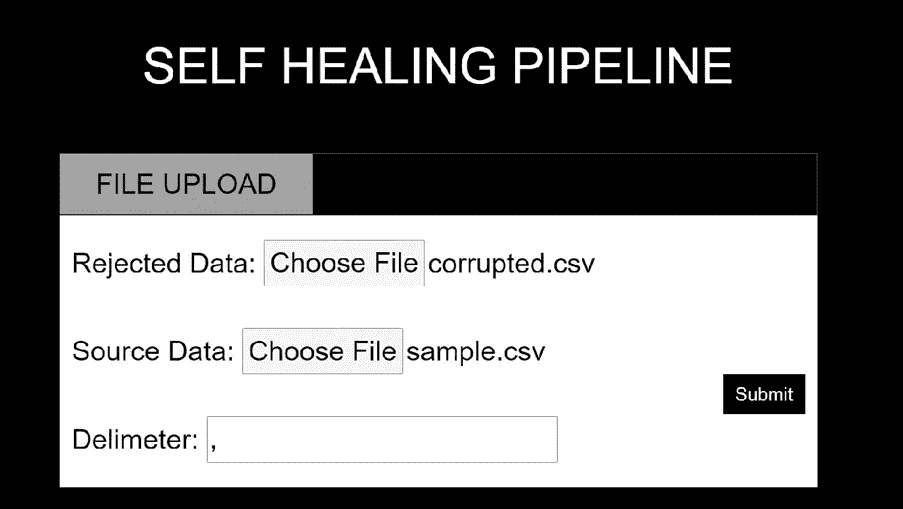 SELF HEALING PIPELINE
FILE UPLOAD
Rejected Data: Choose File corrupted.csv
Source Data: Choose File sample.csv
Submit
Delimeter: ,